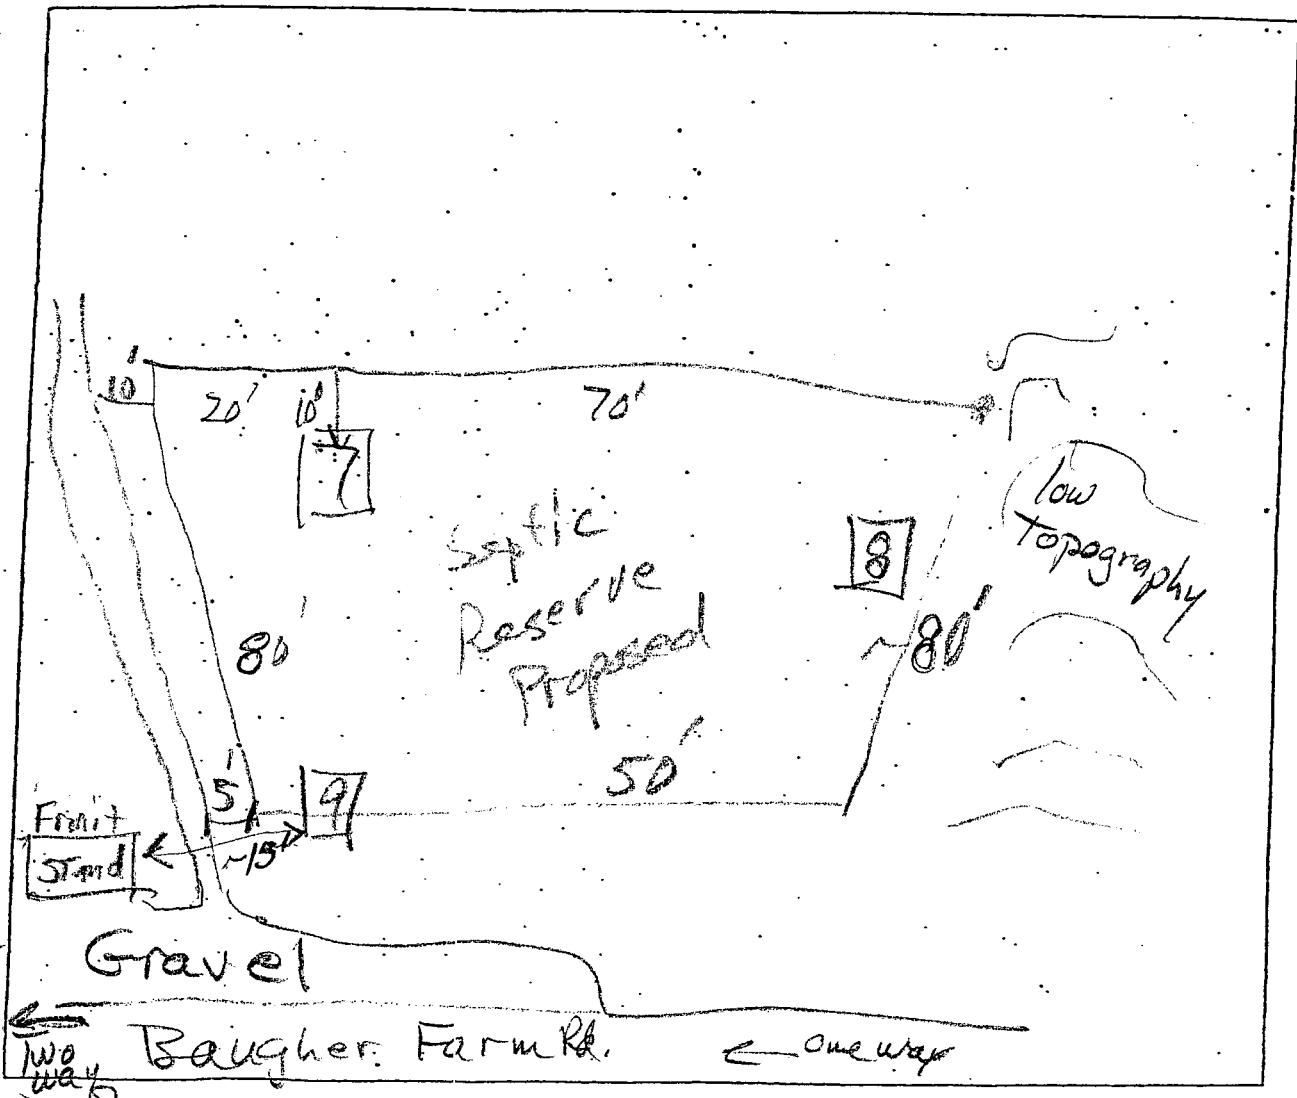 10'
20'
10'
70'
7
Septic
Reserve
Proposed
8
low
Topography
80'
~80'
50'
5'
9
Fruit
Stand
~15'
Gravel
Two
way
Baugher Farm Rd.
← one way